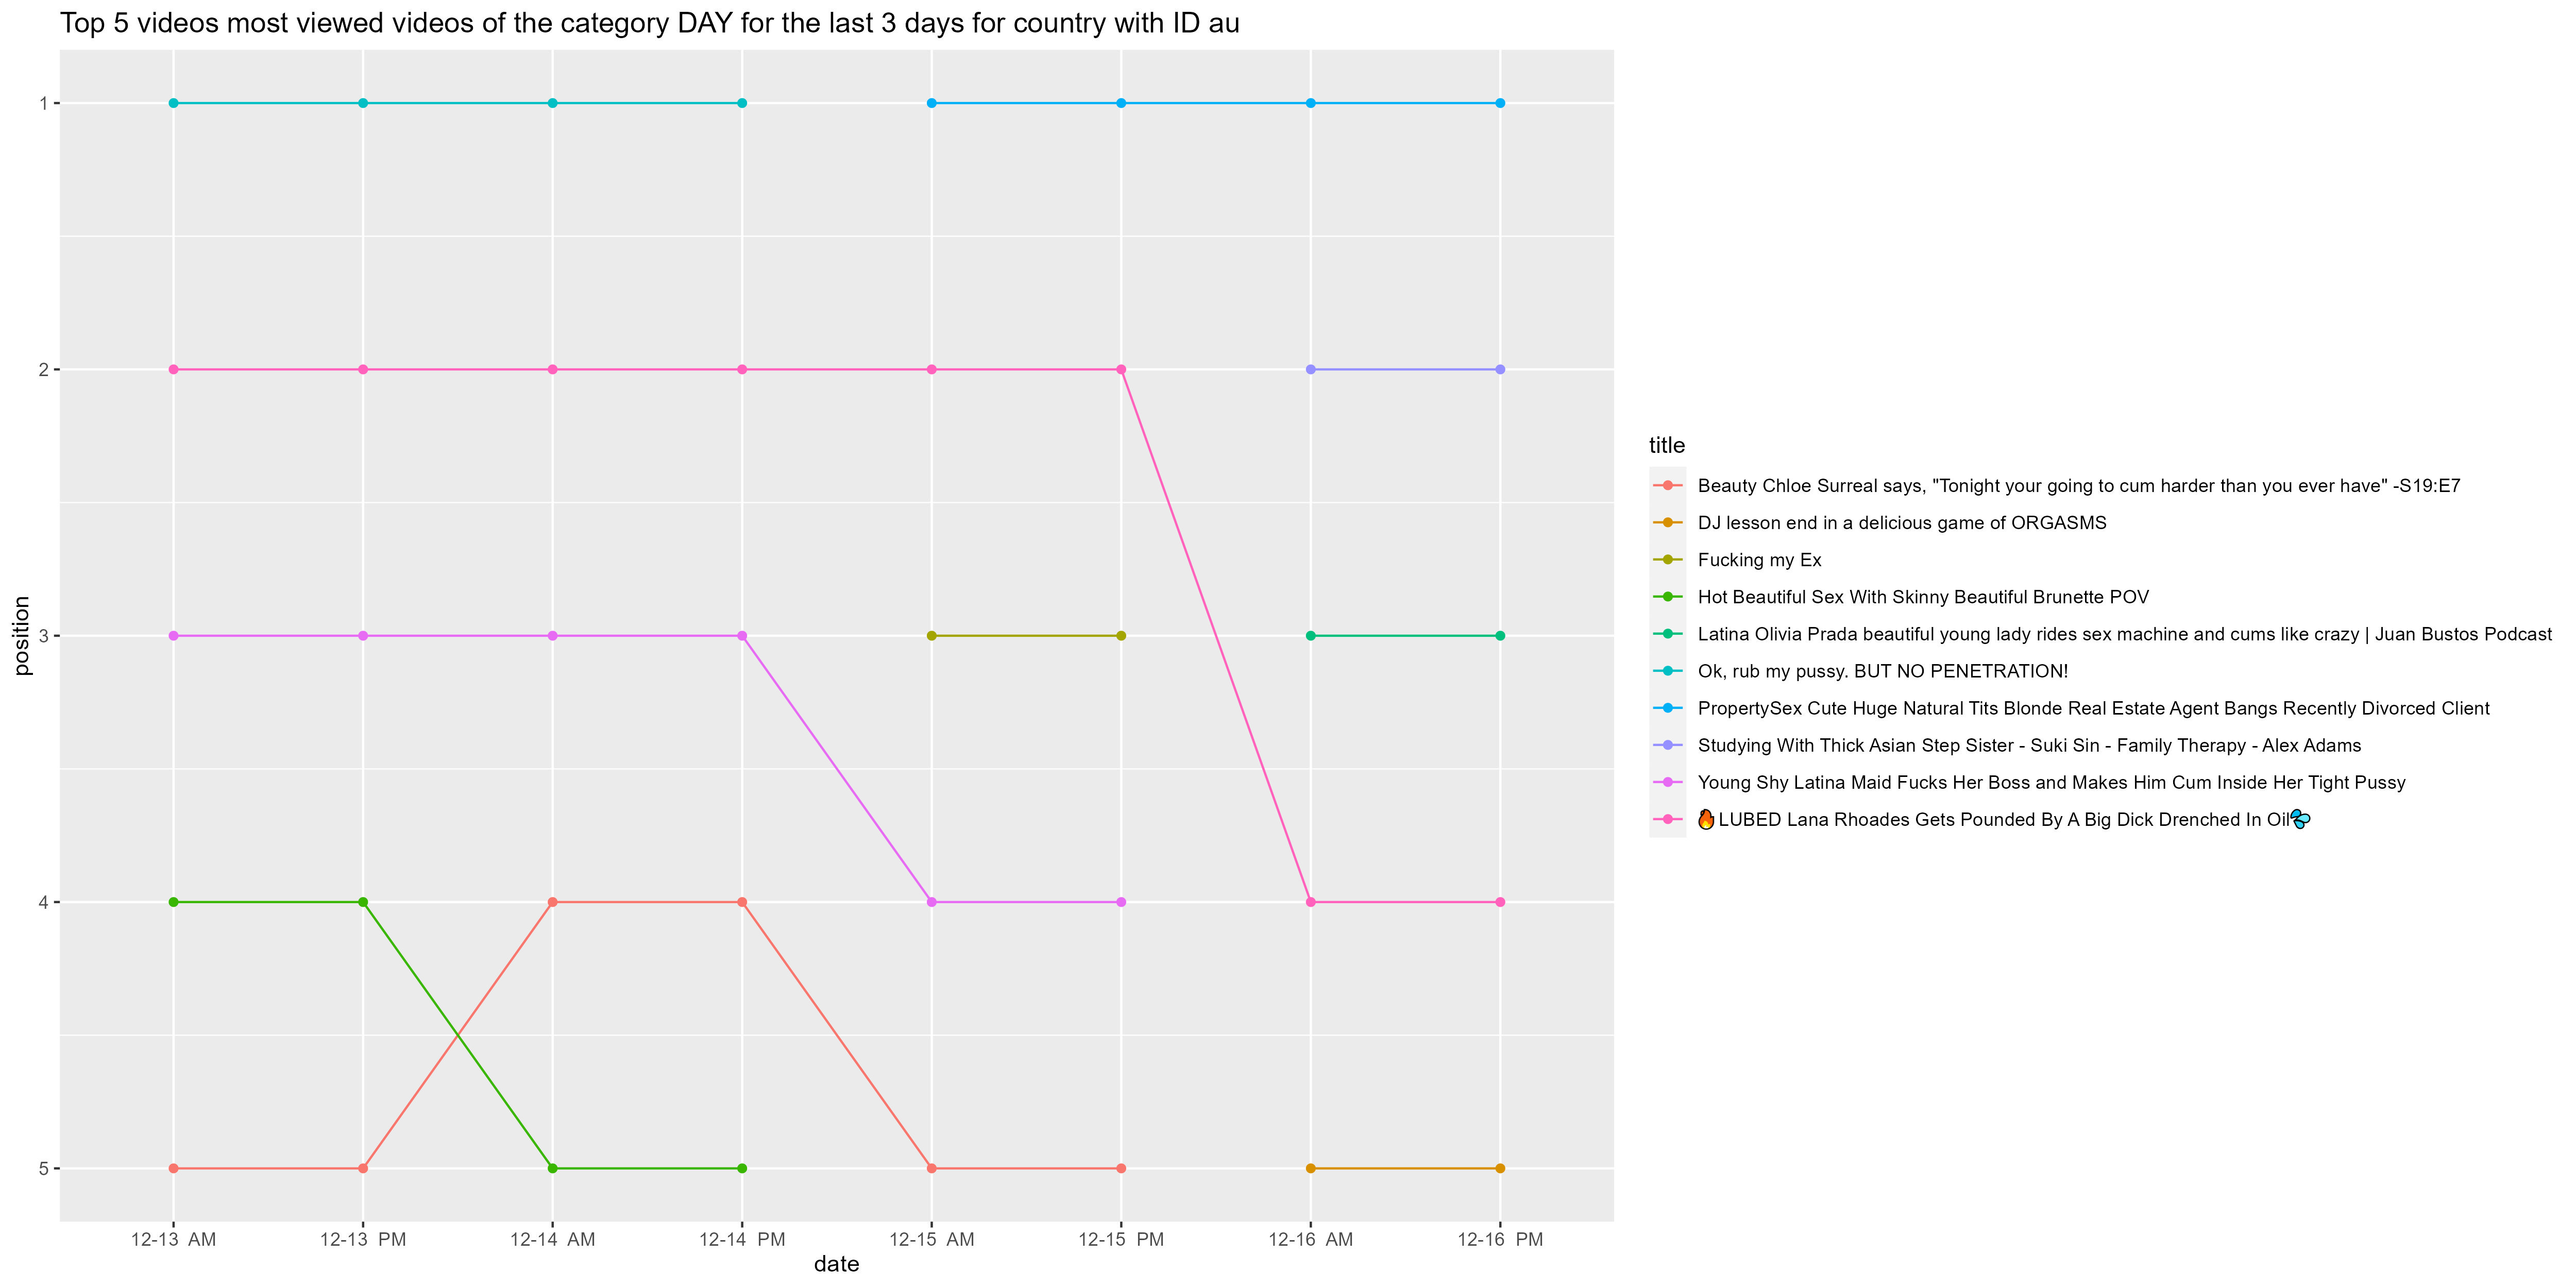 Top 5 videos most viewed videos of the category DAY for the last 3 days for country with ID au
position
1
2
3
4
5
12-13 AM
12-13 PM
12-14 AM
12-14 PM
12-15 AM
12-15 PM
12-16 AM
12-16 PM
date
title
Beauty Chloe Surreal says, "Tonight your going to cum harder than you ever have" -S19:E7
DJ lesson end in a delicious game of ORGASMS
Fucking my Ex
Hot Beautiful Sex With Skinny Beautiful Brunette POV
Latina Olivia Prada beautiful young lady rides sex machine and cums like crazy | Juan Bustos Podcast
Ok, rub my pussy. BUT NO PENETRATION!
PropertySex Cute Huge Natural Tits Blonde Real Estate Agent Bangs Recently Divorced Client
Studying With Thick Asian Step Sister - Suki Sin - Family Therapy - Alex Adams
Young Shy Latina Maid Fucks Her Boss and Makes Him Cum Inside Her Tight Pussy
🔥LUBED Lana Rhoades Gets Pounded By A Big Dick Drenched In Oil💦